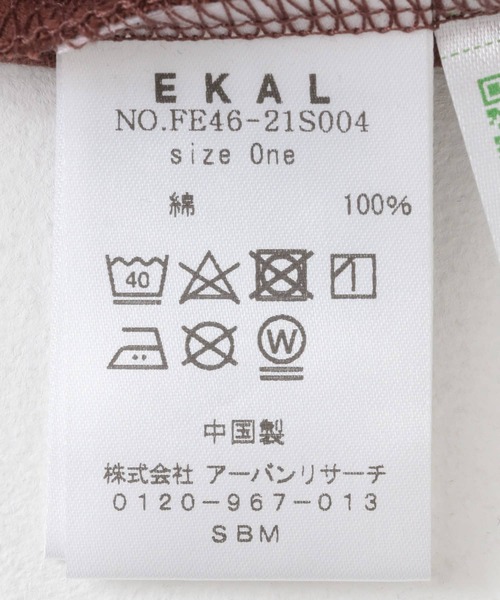 EKAL
NO.FE46-21S004
size One
綿 100%
40
W
中国製
株式会社 アーバンリサーチ
0120-967-013
SBM